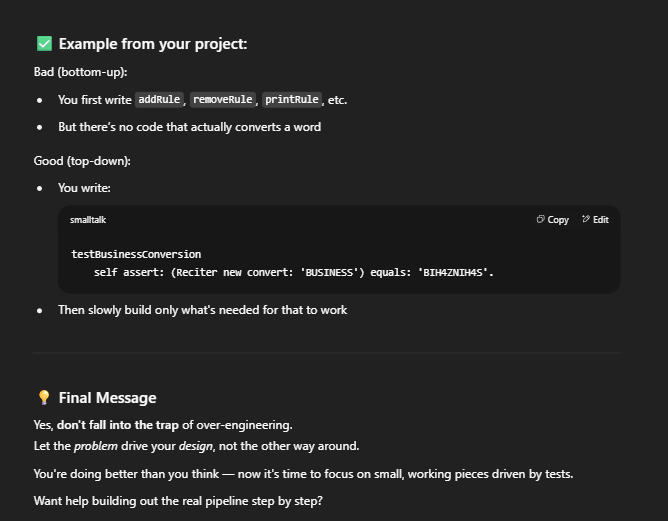 ✅ Example from your project:
Bad (bottom-up):
• You first write addRule, removeRule, printRule, etc.
• But there's no code that actually converts a word
Good (top-down):
• You write:
smalltalk Copy Edit
testBusinessConversion
    self assert: (Reciter new convert: 'BUSINESS') equals: 'BIH4ZNIH4S'.
• Then slowly build only what's needed for that to work
💡 Final Message
Yes, don't fall into the trap of over-engineering.
Let the problem drive your design, not the other way around.
You're doing better than you think — now it's time to focus on small, working pieces driven by tests.
Want help building out the real pipeline step by step?